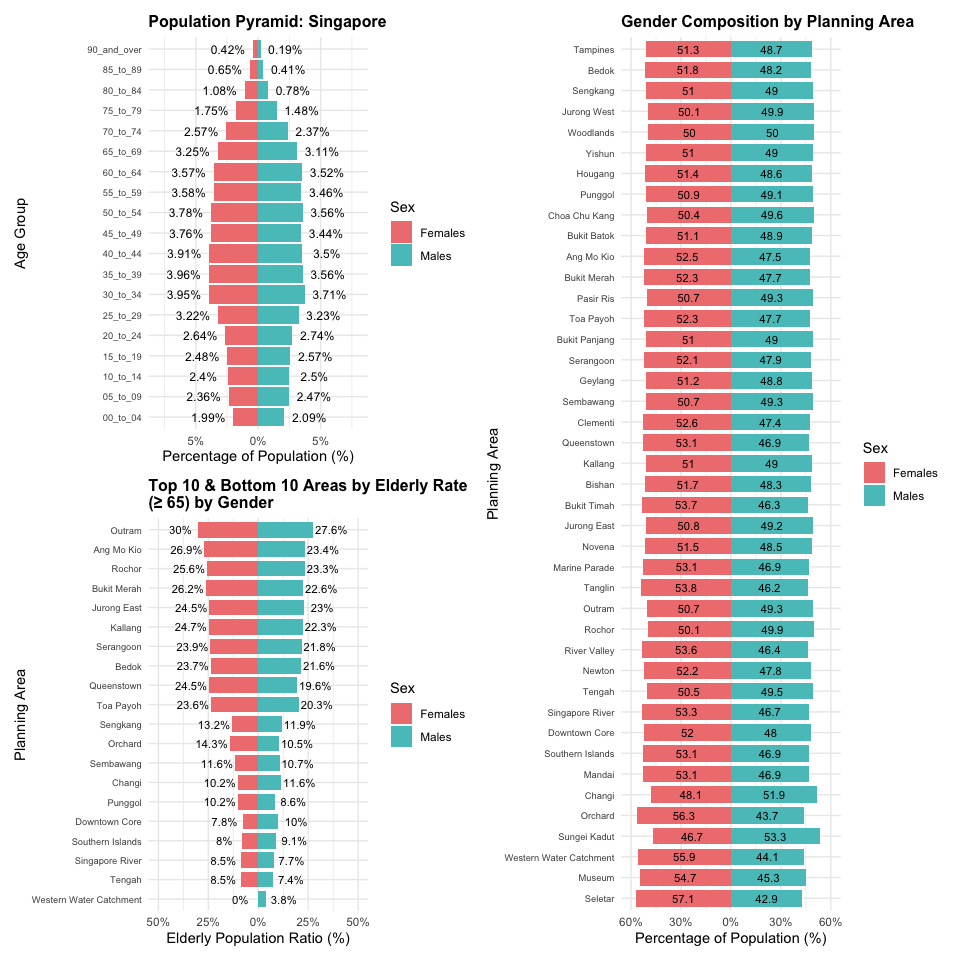 Population Pyramid: Singapore
Age Group
90_and_over 0.42% 0.19%
85_to_89 0.65% 0.41%
80_to_84 1.08% 0.78%
75_to_79 1.75% 1.48%
70_to_74 2.57% 2.37%
65_to_69 3.25% 3.11%
60_to_64 3.57% 3.52%
55_to_59 3.58% 3.46%
50_to_54 3.78% 3.56%
45_to_49 3.76% 3.44%
40_to_44 3.91% 3.5%
35_to_39 3.96% 3.56%
30_to_34 3.95% 3.71%
25_to_29 3.22% 3.23%
20_to_24 2.64% 2.74%
15_to_19 2.48% 2.57%
10_to_14 2.4% 2.5%
05_to_09 2.36% 2.47%
00_to_04 1.99% 2.09%
5% 0% 5%
Percentage of Population (%)
Sex
Females
Males
Top 10 & Bottom 10 Areas by Elderly Rate
(≥ 65) by Gender
Planning Area
Outram 30% 27.6%
Ang Mo Kio 26.9% 23.4%
Rochor 25.6% 23.3%
Bukit Merah 26.2% 22.6%
Jurong East 24.5% 23%
Kallang 24.7% 22.3%
Serangoon 23.9% 21.8%
Bedok 23.7% 21.6%
Queenstown 24.5% 19.6%
Toa Payoh 23.6% 20.3%
Sengkang 13.2% 11.9%
Orchard 14.3% 10.5%
Sembawang 11.6% 10.7%
Changi 10.2% 11.6%
Punggol 10.2% 8.6%
Downtown Core 7.8% 10%
Southern Islands 8% 9.1%
Singapore River 8.5% 7.7%
Tengah 8.5% 7.4%
Western Water Catchment 0% 3.8%
50% 25% 0% 25% 50%
Elderly Population Ratio (%)
Sex
Females
Males
Gender Composition by Planning Area
Planning Area
Tampines 51.3 48.7
Bedok 51.8 48.2
Sengkang 51 49
Jurong West 50.1 49.9
Woodlands 50 50
Yishun 51 49
Hougang 51.4 48.6
Punggol 50.9 49.1
Choa Chu Kang 50.4 49.6
Bukit Batok 51.1 48.9
Ang Mo Kio 52.5 47.5
Bukit Merah 52.3 47.7
Pasir Ris 50.7 49.3
Toa Payoh 52.3 47.7
Bukit Panjang 51 49
Serangoon 52.1 47.9
Geylang 51.2 48.8
Sembawang 50.7 49.3
Clementi 52.6 47.4
Queenstown 53.1 46.9
Kallang 51 49
Bishan 51.7 48.3
Bukit Timah 53.7 46.3
Jurong East 50.8 49.2
Novena 51.5 48.5
Marine Parade 53.1 46.9
Tanglin 53.8 46.2
Outram 50.7 49.3
Rochor 50.1 49.9
River Valley 53.6 46.4
Newton 52.2 47.8
Tengah 50.5 49.5
Singapore River 53.3 46.7
Downtown Core 52 48
Southern Islands 53.1 46.9
Mandai 53.1 46.9
Changi 48.1 51.9
Orchard 56.3 43.7
Sungei Kadut 46.7 53.3
Western Water Catchment 55.9 44.1
Museum 54.7 45.3
Seletar 57.1 42.9
60% 30% 0% 30% 60%
Percentage of Population (%)
Sex
Females
Males